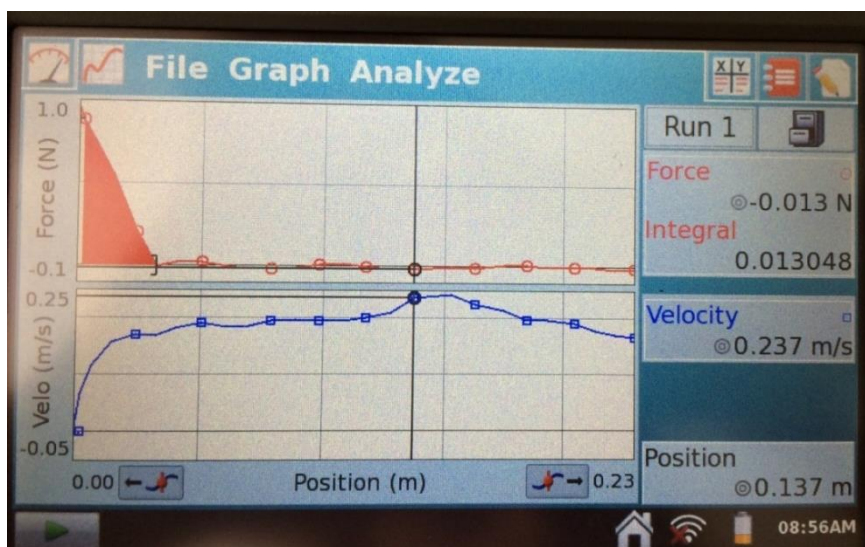 File Graph Analyze
X Y
1.0
Force (N)
-0.1
0.25
Velo (m/s)
-0.05
0.00
Position (m)
0.23
Run 1
Force
-0.013 N
Integral
0.013048
Velocity
0.237 m/s
Position
0.137 m
08:56AM